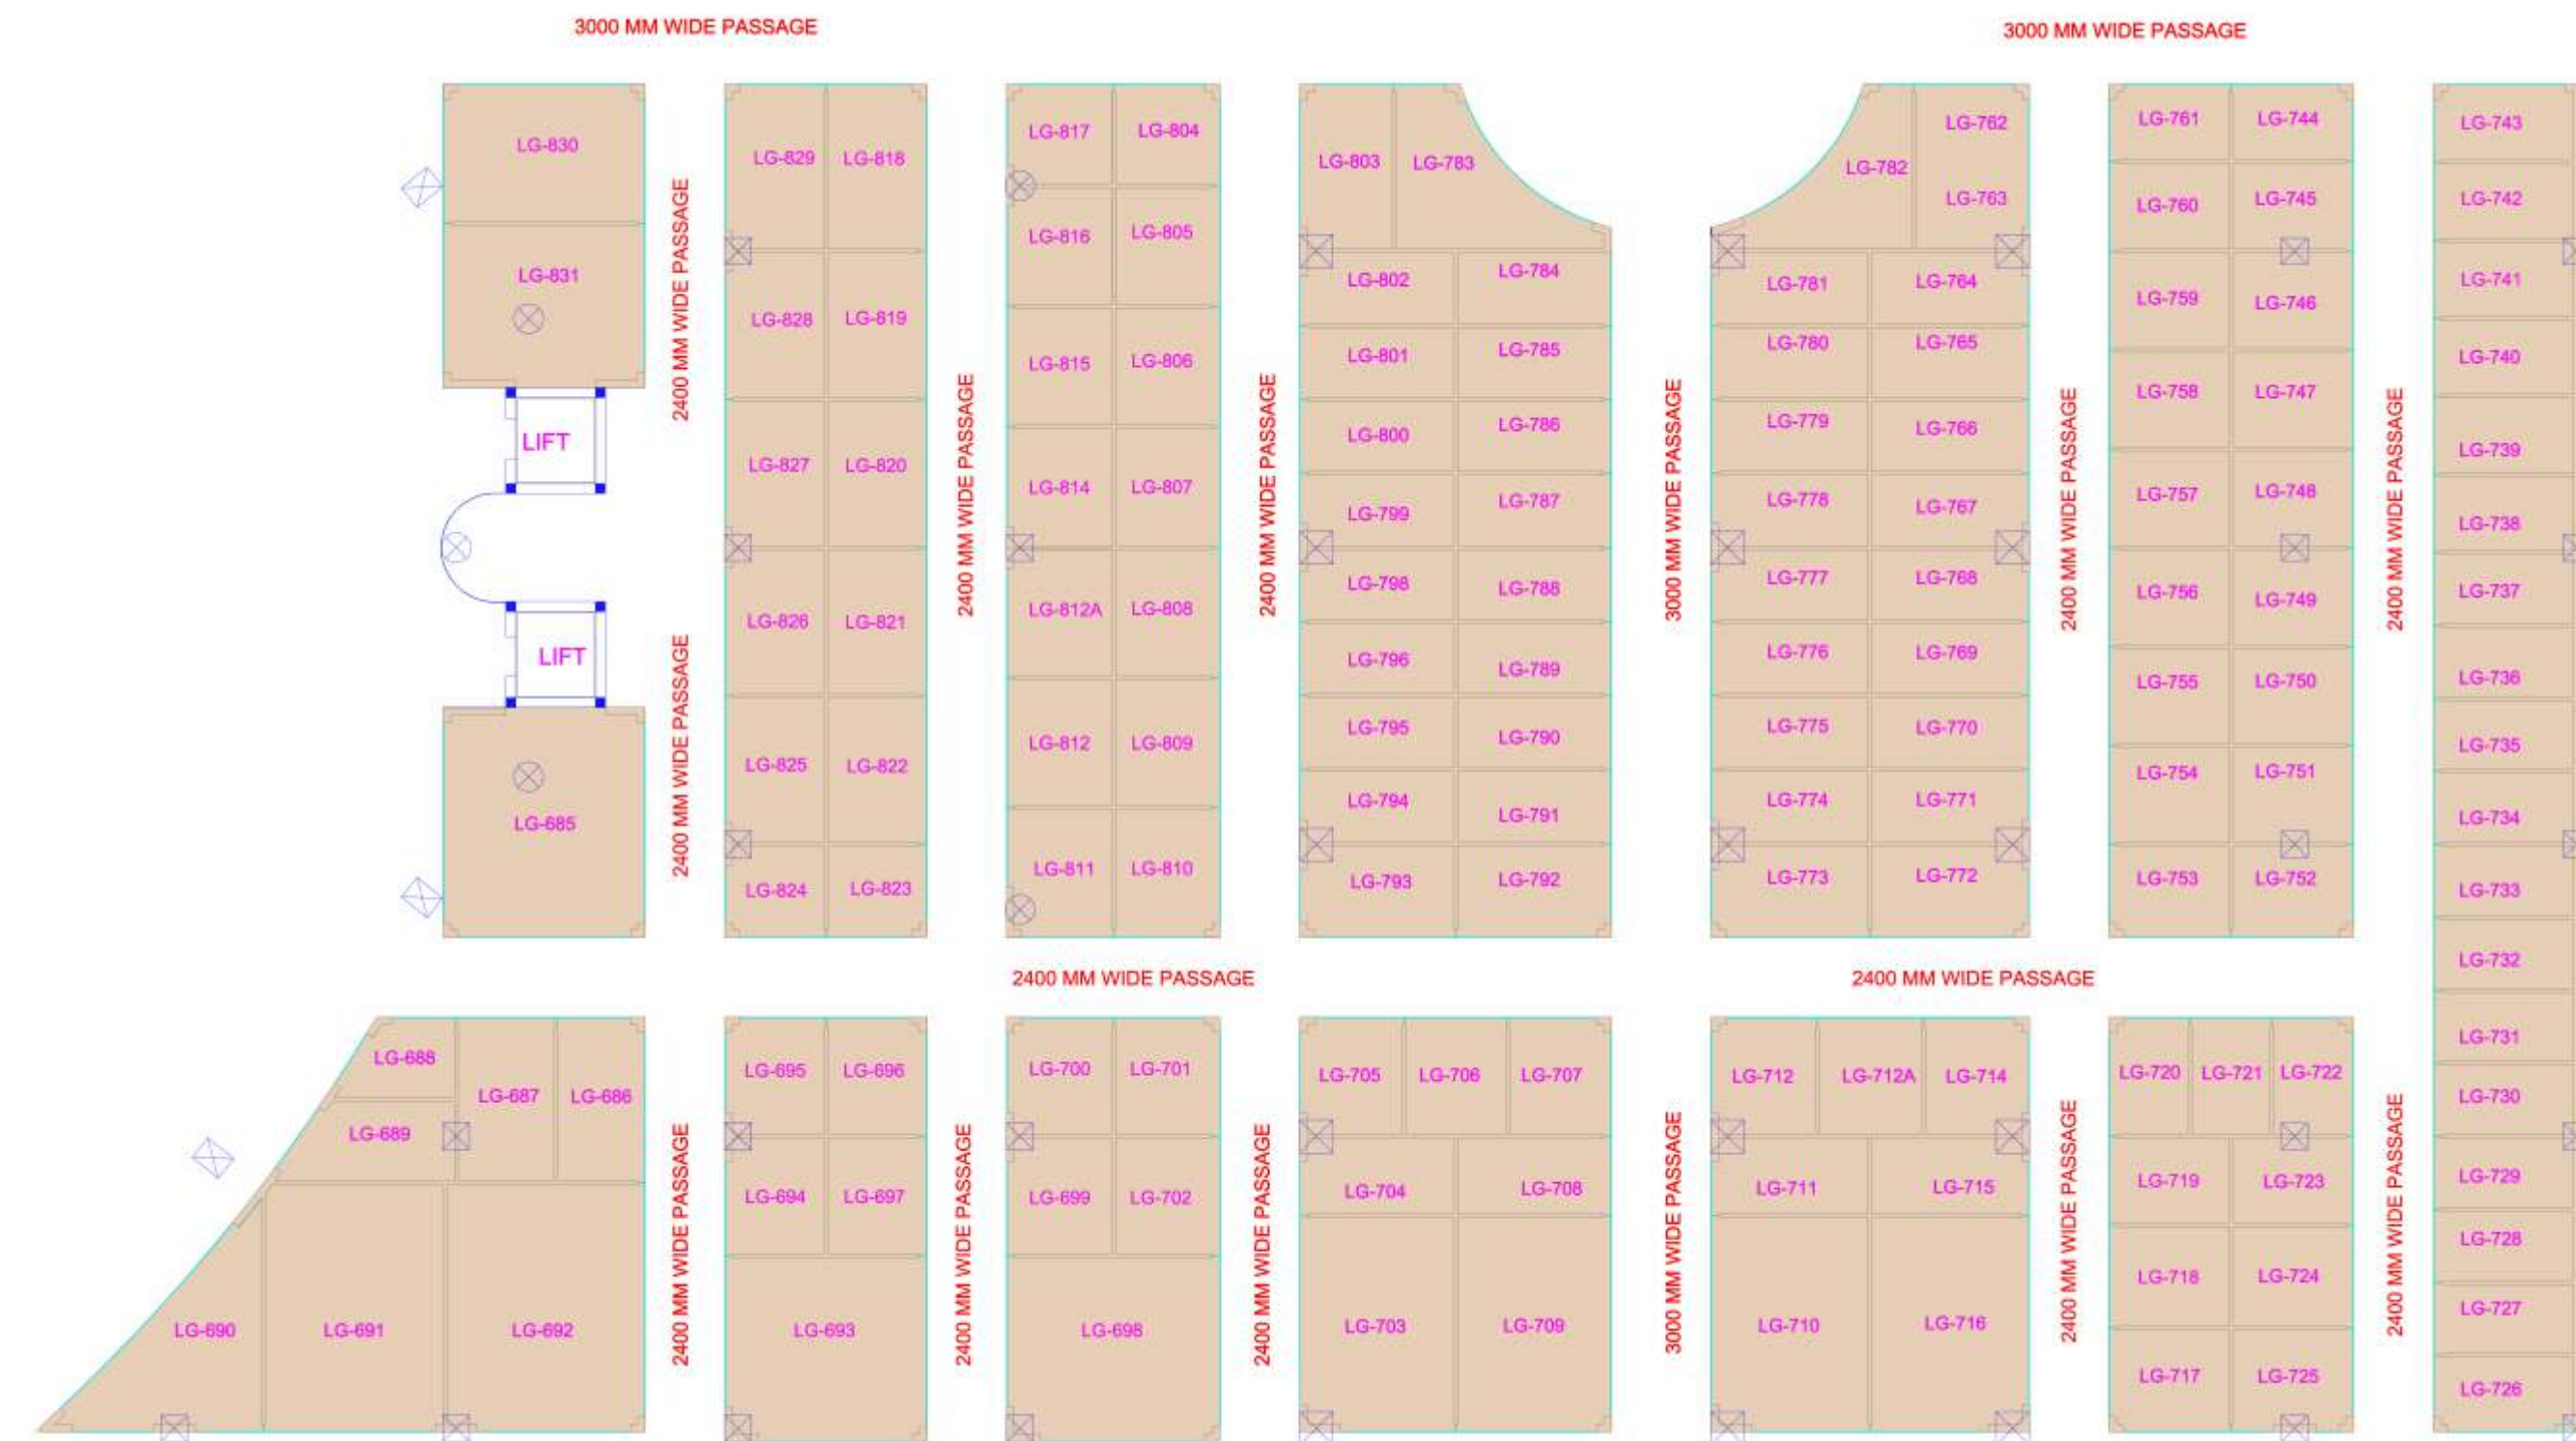 3000 MM WIDE PASSAGE
3000 MM WIDE PASSAGE
LG-830
LG-831
LIFT
LIFT
LG-685
2400 MM WIDE PASSAGE
2400 MM WIDE PASSAGE
LG-829 LG-818
LG-828 LG-819
LG-827 LG-820
LG-826 LG-821
LG-825 LG-822
LG-824 LG-823
2400 MM WIDE PASSAGE
LG-817 LG-804
LG-816 LG-805
LG-815 LG-806
LG-814 LG-807
LG-812A LG-808
LG-812 LG-809
LG-811 LG-810
2400 MM WIDE PASSAGE
LG-803 LG-783
LG-802 LG-784
LG-801 LG-785
LG-800 LG-786
LG-799 LG-787
LG-798 LG-788
LG-796 LG-789
LG-795 LG-790
LG-794 LG-791
LG-793 LG-792
3000 MM WIDE PASSAGE
LG-762
LG-782
LG-763
LG-781 LG-764
LG-780 LG-765
LG-779 LG-766
LG-778 LG-767
LG-777 LG-768
LG-776 LG-769
LG-775 LG-770
LG-774 LG-771
LG-773 LG-772
2400 MM WIDE PASSAGE
LG-761 LG-744
LG-760 LG-745
LG-759 LG-746
LG-758 LG-747
LG-757 LG-748
LG-756 LG-749
LG-755 LG-750
LG-754 LG-751
LG-753 LG-752
2400 MM WIDE PASSAGE
LG-743
LG-742
LG-741
LG-740
LG-739
LG-738
LG-737
LG-736
LG-735
LG-734
LG-733
LG-732
LG-731
LG-730
LG-729
LG-728
LG-727
LG-726
2400 MM WIDE PASSAGE
2400 MM WIDE PASSAGE
LG-688
LG-687 LG-686
LG-689
LG-690 LG-691 LG-692
2400 MM WIDE PASSAGE
LG-695 LG-696
LG-694 LG-697
LG-693
2400 MM WIDE PASSAGE
LG-700 LG-701
LG-699 LG-702
LG-698
2400 MM WIDE PASSAGE
LG-705 LG-706 LG-707
LG-704 LG-708
LG-703 LG-709
3000 MM WIDE PASSAGE
LG-712 LG-712A LG-714
LG-711 LG-715
LG-710 LG-716
2400 MM WIDE PASSAGE
LG-720 LG-721 LG-722
LG-719 LG-723
LG-718 LG-724
LG-717 LG-725
2400 MM WIDE PASSAGE